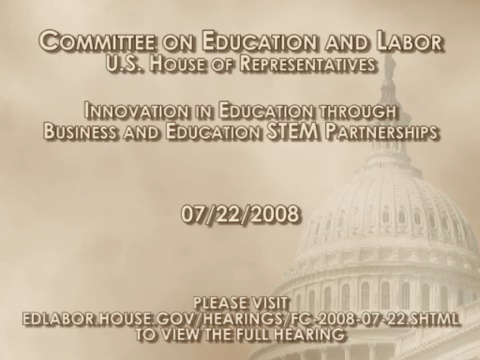 Committee on Education and Labor
U.S. House of Representatives
Innovation in Education through
Business and Education STEM Partnerships
07/22/2008
PLEASE VISIT
EDLABOR.HOUSE.GOV/HEARINGS/FC-2008-07-22.SHTML
TO VIEW THE FULL HEARING